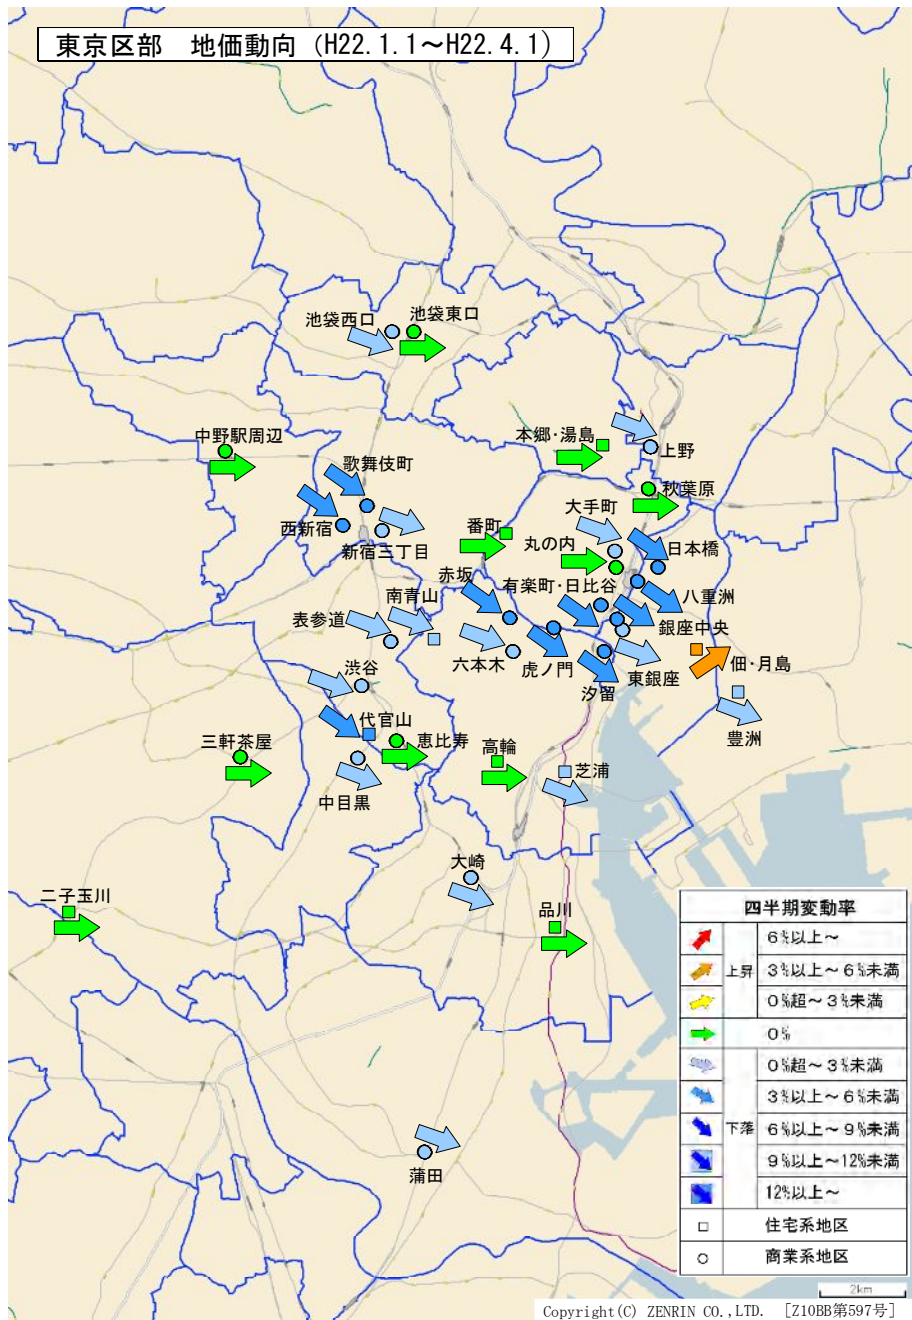 東京区部　地価動向（H22.1.1～H22.4.1）
池袋西口
池袋東口
中野駅周辺
歌舞伎町
本郷・湯島
上野
秋葉原
西新宿
新宿三丁目
番町
大手町
丸の内
日本橋
赤坂
有楽町・日比谷
八重洲
南青山
表参道
銀座中央
六本木
虎ノ門
汐留
東銀座
佃・月島
渋谷
豊洲
代官山
恵比寿
三軒茶屋
高輪
芝浦
中目黒
大崎
二子玉川
品川
蒲田
四半期変動率
上昇
6%以上～
3%以上～6%未満
0%超～3%未満
0%
下落
0%超～3%未満
3%以上～6%未満
6%以上～9%未満
9%以上～12%未満
12%以上～
住宅系地区
商業系地区
2km
Copyright(C) ZENRIN CO.,LTD. [Z10BB第597号]